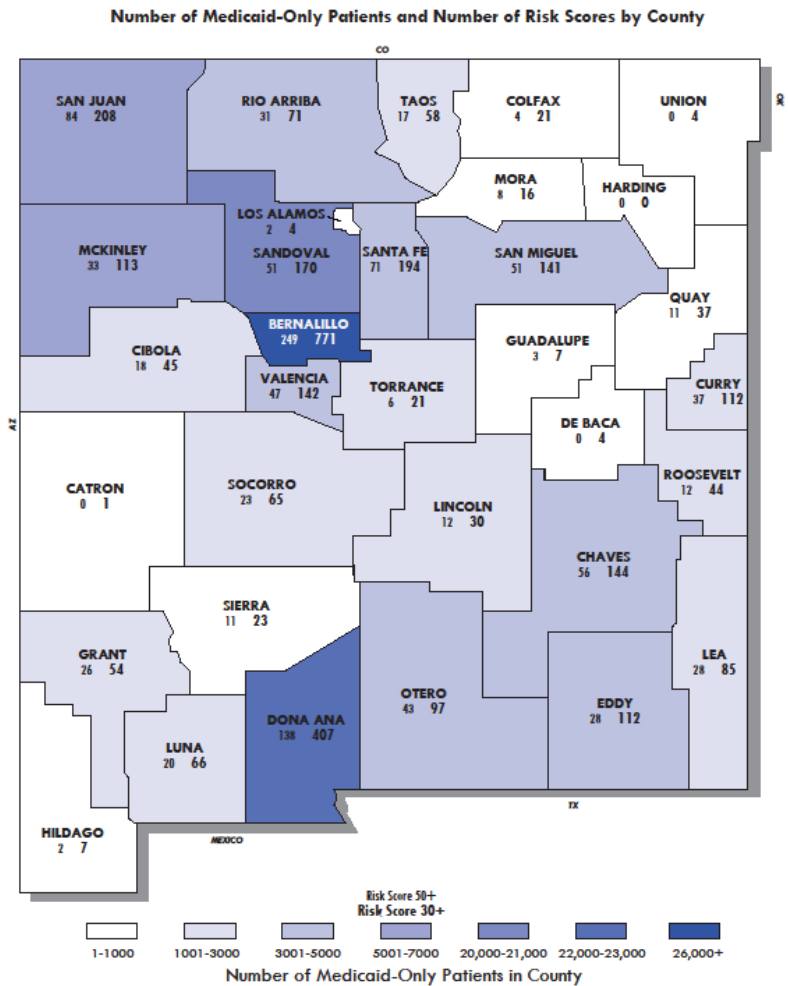 Number of Medicaid-Only Patients and Number of Risk Scores by County
CO
SAN JUAN
84 208
RIO ARRIBA
31 71
TAOS
17 58
COLFAX
4 21
UNION
0 4
OK
MORA
8 16
HARDING
0 0
LOS ALAMOS
2 4
MCKINLEY
33 113
SANDOVAL
51 170
SANTA FE
71 194
SAN MIGUEL
51 141
QUAY
11 37
BERNALILLO
249 771
CIBOLA
18 45
GUADALUPE
3 7
VALENCIA
47 142
TORRANCE
6 21
CURRY
37 112
AZ
DE BACA
0 4
CATRON
0 1
SOCORRO
23 65
LINCOLN
12 30
ROOSEVELT
12 44
CHAVES
56 144
SIERRA
11 23
GRANT
26 54
LEA
28 85
OTERO
43 97
EDDY
28 112
DONA ANA
138 407
LUNA
20 66
TX
HILDAGO
2 7
MEXICO
Risk Score 50+
Risk Score 30+
1-1000
1001-3000
3001-5000
5001-7000
20,000-21,000
22,000-23,000
26,000+
Number of Medicaid-Only Patients in County